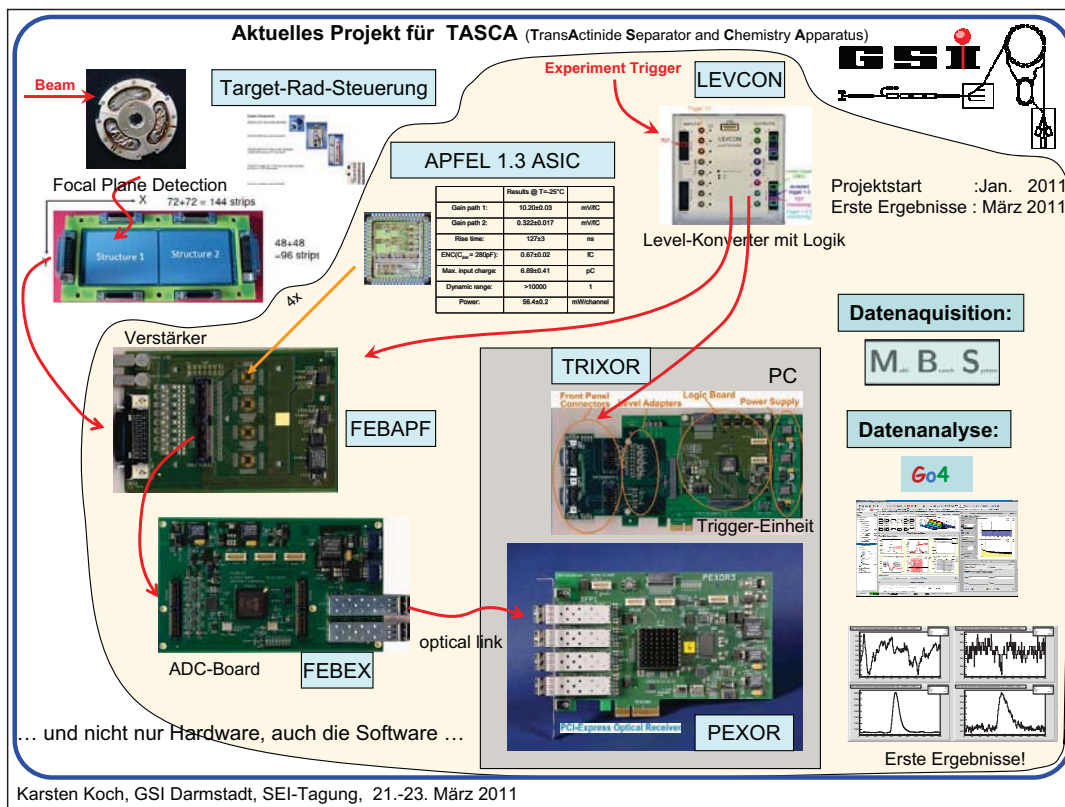 Aktuelles Projekt für TASCA (TransActinide Separator and Chemistry Apparatus)
GSI
Beam
Target-Rad-Steuerung
Experiment Trigger
LEVCON
APFEL 1.3 ASIC
Focal Plane Detection
X
72+72 = 144 strips
Y
48+48
=96 strips
Structure 1
Structure 2
Results @ T=-25°C
Gain path 1: 10.20±0.03 mV/fC
Gain path 2: 0.322±0.017 mV/fC
Rise time: 127±3 ns
Max. input charge: 6.89±0.41 pC
Dynamic range: >10000 1
Power: 56.4±0.2 mW/channel
4x
LEVCON
Level-Konverter mit Logik
Projektstart :Jan. 2011
Erste Ergebnisse : März 2011
Verstärker
FEBAPF
TRIXOR
PC
Front Panel Connectors
Level Adapters
Logic Board
Power Supply
Trigger-Einheit
Datenaquisition:
M B S
Datenanalyse:
Go4
ADC-Board
FEBEX
optical link
PEXOR3
PCI-Express Optical Receiver
PEXOR
Erste Ergebnisse!
… und nicht nur Hardware, auch die Software …
Karsten Koch, GSI Darmstadt, SEI-Tagung, 21.-23. März 2011